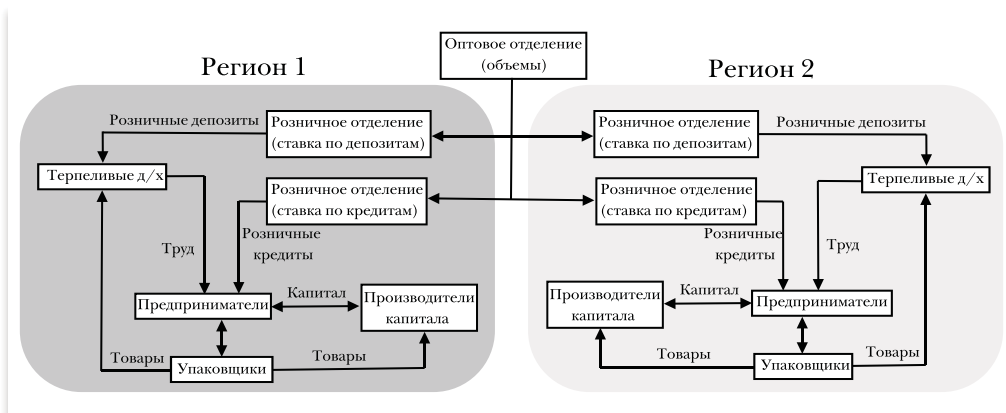 Оптовое отделение
(объемы)
Регион 1
Регион 2
Розничные депозиты
Розничное отделение
(ставка по депозитам)
Терпеливые д/х
Розничное отделение
(ставка по кредитам)
Труд
Розничные
кредиты
Предприниматели
Капитал
Производители
капитала
Товары
Упаковщики
Товары
Розничное отделение
(ставка по депозитам)
Розничные депозиты
Терпеливые д/х
Розничное отделение
(ставка по кредитам)
Розничные
кредиты
Труд
Производители
капитала
Капитал
Предприниматели
Товары
Упаковщики
Товары